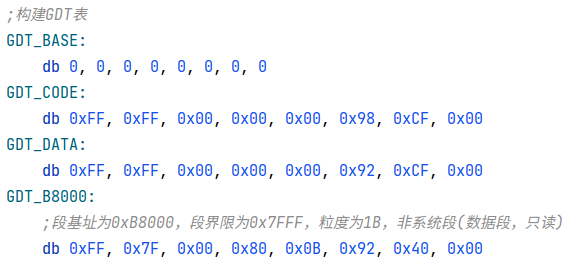 ;构建GDT表
GDT_BASE:
    db 0, 0, 0, 0, 0, 0, 0, 0
GDT_CODE:
    db 0xFF, 0xFF, 0x00, 0x00, 0x00, 0x98, 0xCF, 0x00
GDT_DATA:
    db 0xFF, 0xFF, 0x00, 0x00, 0x00, 0x92, 0xCF, 0x00
GDT_B8000:
    ;段基址为0xB8000，段界限为0x7FFF，粒度为1B，非系统段(数据段，只读)
    db 0xFF, 0x7F, 0x00, 0x80, 0x0B, 0x92, 0x40, 0x00